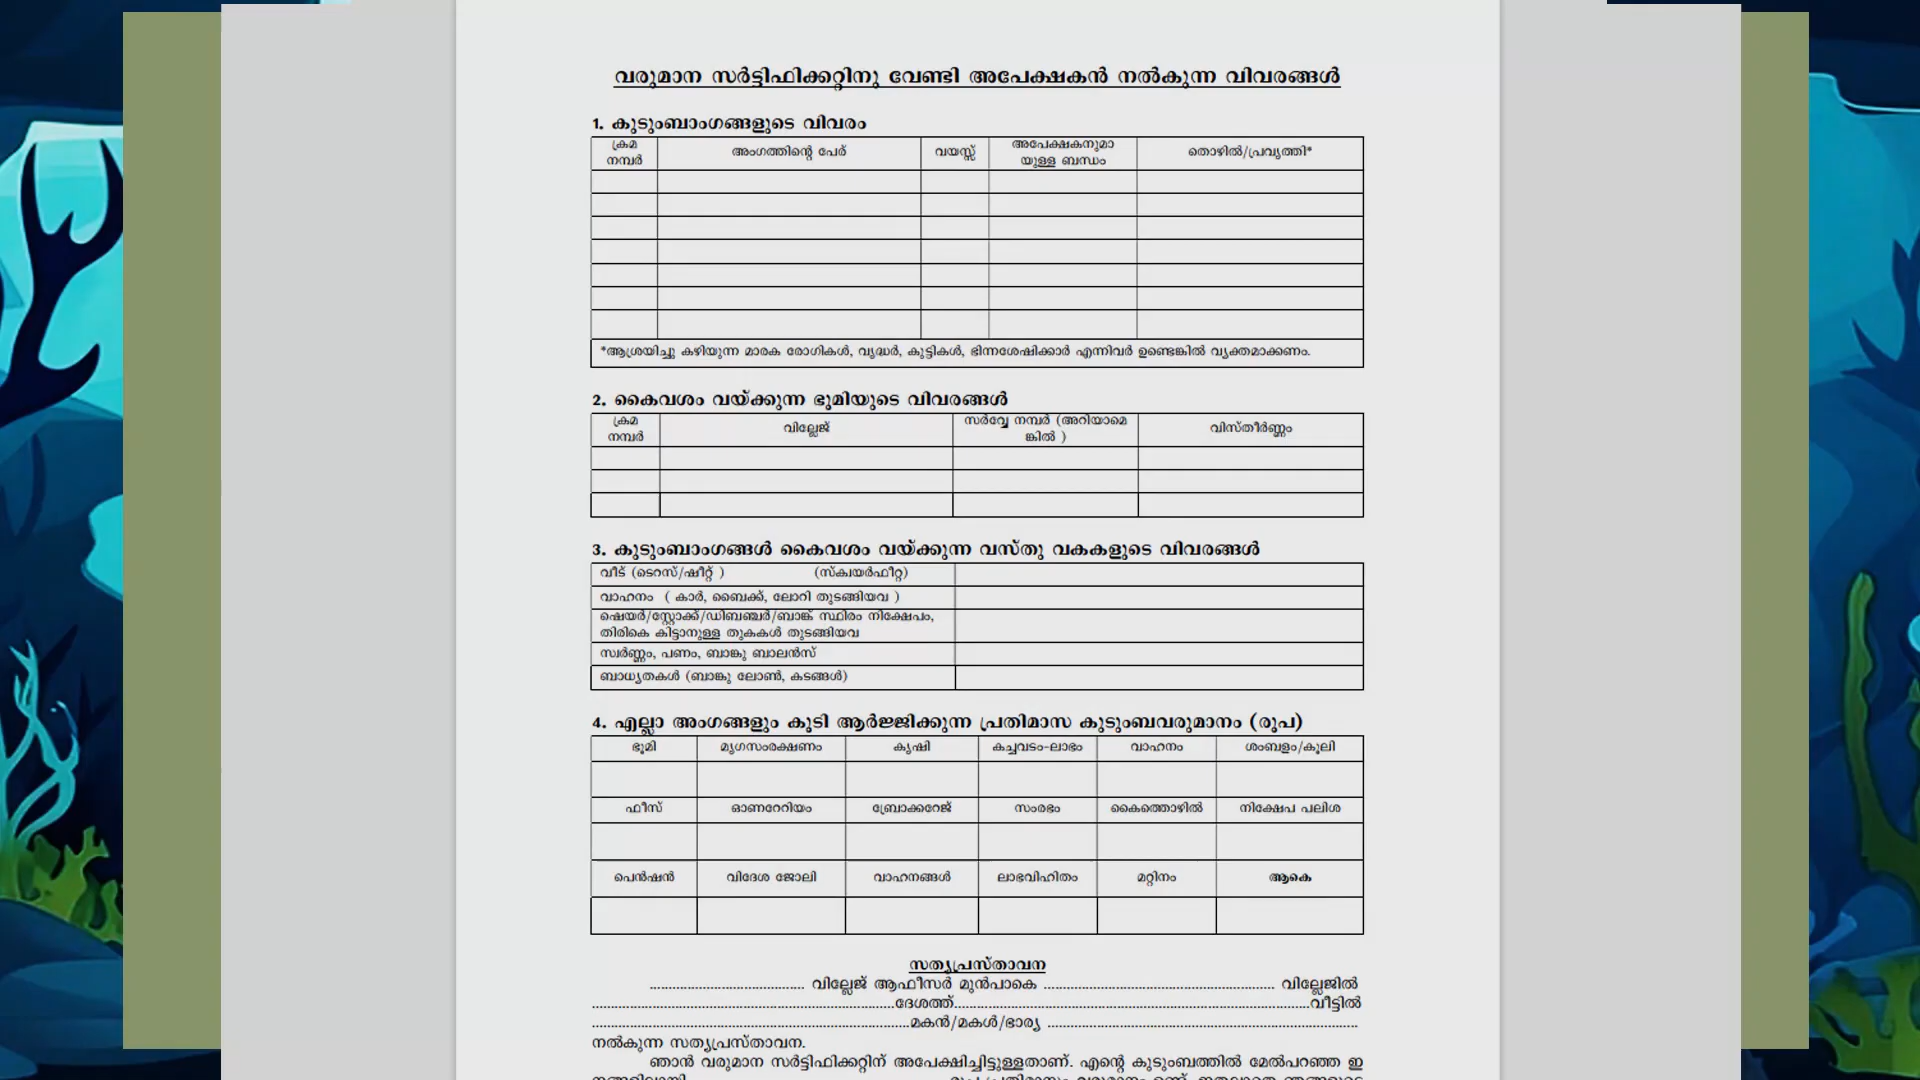 വരുമാന സർട്ടിഫിക്കറ്റിനു വേണ്ടി അപേക്ഷകൻ നൽകുന്ന വിവരങ്ങൾ
1. കുടുംബാംഗങ്ങളുടെ വിവരം
ക്രമ നമ്പർ
അംഗത്തിന്റെ പേര്
വയസ്സ്
അപേക്ഷകനുമാ
യുള്ള ബന്ധം
തൊഴിൽ/പ്രവൃത്തി*
*ആശ്രയിച്ചു കഴിയുന്ന മാരക രോഗികൾ, വൃദ്ധർ, കുട്ടികൾ, ഭിന്നശേഷിക്കാർ എന്നിവർ ഉണ്ടെങ്കിൽ വ്യക്തമാക്കണം.
2. കൈവശം വയ്ക്കുന്ന ഭൂമിയുടെ വിവരങ്ങൾ
ക്രമ നമ്പർ
വില്ലേജ്
സർവ്വേ നമ്പർ (അറിയാമെ
ങ്കിൽ )
വിസ്തീർണ്ണം
3. കുടുംബാംഗങ്ങൾ കൈവശം വയ്ക്കുന്ന വസ്തു വകകളുടെ വിവരങ്ങൾ
വീട് (ടെറസ്/ഷീറ്റ് ) (സ്ക്വയർഫീറ്റ)
വാഹനം ( കാർ, ബൈക്ക്, ലോറി തുടങ്ങിയവ )
ഷെയർ/സ്റ്റോക്ക്/ഡിബഞ്ചർ/ബാങ്ക് സ്ഥിരം നിക്ഷേപം,
തിരികെ കിട്ടാനുള്ള തുകകൾ തുടങ്ങിയവ
സ്വർണ്ണം, പണം, ബാങ്കു ബാലൻസ്
ബാധ്യതകൾ (ബാങ്കു ലോൺ, കടങ്ങൾ)
4. എല്ലാ അംഗങ്ങളും കൂടി ആർജ്ജിക്കുന്ന പ്രതിമാസ കുടുംബവരുമാനം (രൂപ)
ഭൂമി മൃഗസംരക്ഷണം കൃഷി കച്ചവടം-ലാഭം വാഹനം ശംബളം/കൂലി
ഫീസ് ഓണറേറിയം ബ്രോക്കറേജ് സംരഭം കൈത്തൊഴിൽ നിക്ഷേപ പലിശ
പെൻഷൻ വിദേശ ജോലി വാഹനങ്ങൾ ലാഭവിഹിതം മറ്റിനം ആകെ
സത്യപ്രസ്താവന
........................................ വില്ലേജ് ആഫീസർ മുൻപാകെ ............................................................ വില്ലേജിൽ
...............................................................................ദേശത്ത്............................................................................................വീട്ടിൽ
...................................................................................മകൻ/മകൾ/ഭാര്യ .................................................................................
നൽകുന്ന സത്യപ്രസ്താവന.
ഞാൻ വരുമാന സർട്ടിഫിക്കറ്റിന് അപേക്ഷിച്ചിട്ടുള്ളതാണ്. എന്റെ കുടുംബത്തിൽ മേൽപറഞ്ഞ ഇ